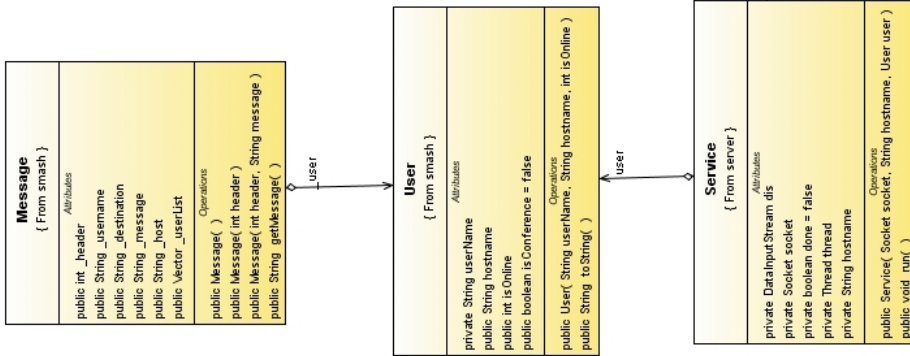 Message
{ From smash }
Attributes
public int _header
public String _username
public String _destination
public String _message
public String _host
public Vector _userList
Operations
public Message( )
public Message( int header )
public Message( int header, String message )
public String getMessage( )
user
User
{ From smash }
Attributes
private String userName
public String hostname
public int isOnline
public boolean isConference = false
Operations
public User( String userName, String hostname, int isOnline )
public String toString( )
user
Service
{ From server }
Attributes
private DataInputStream dis
private Socket socket
private boolean done = false
private Thread thread
private String hostname
Operations
public Service( Socket socket, String hostname, User user )
public void run( )